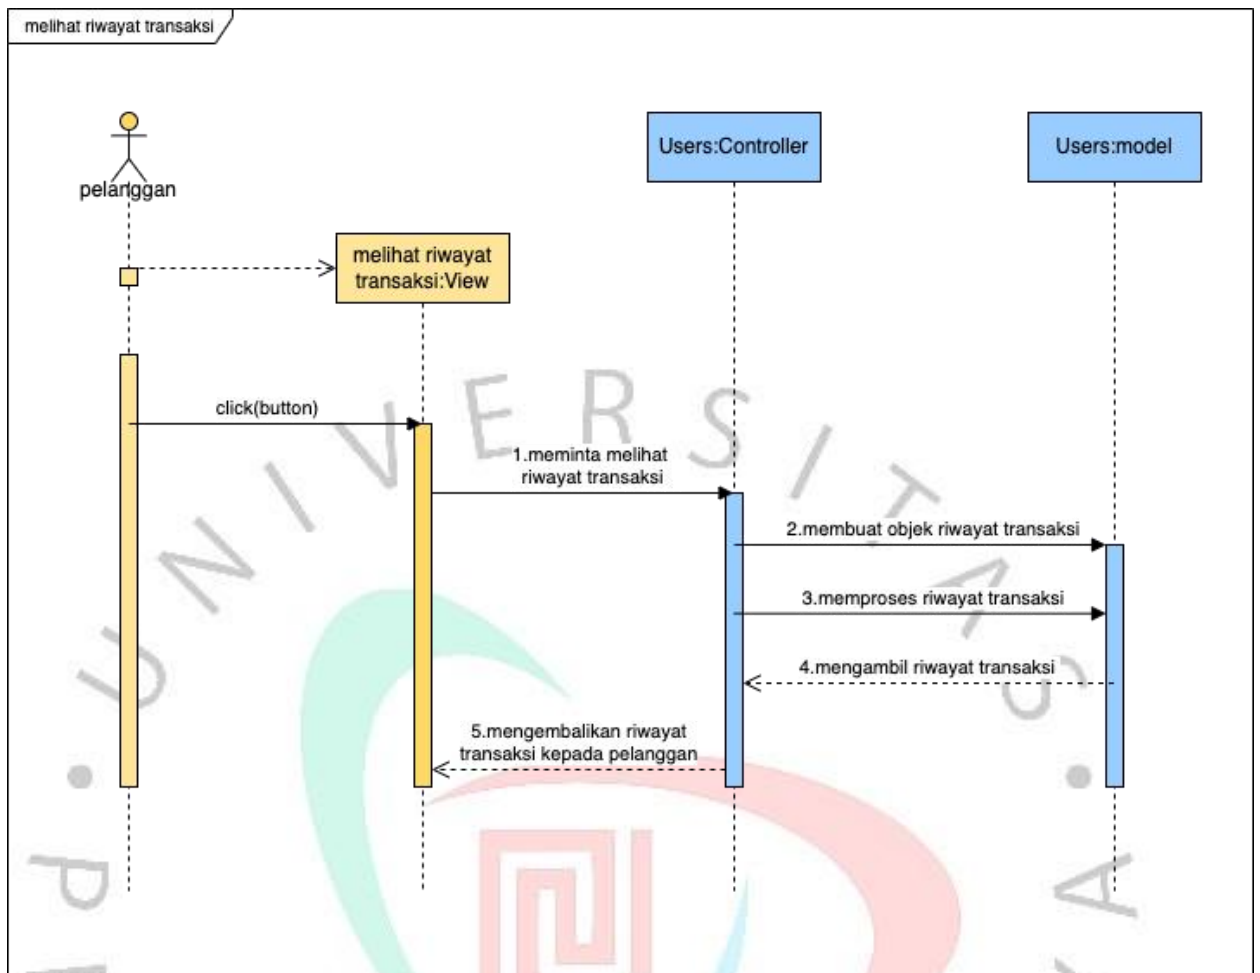 melihat riwayat transaksi
pelanggan
Users:Controller
Users:model
melihat riwayat
transaksi:View
click(button)
1.meminta melihat
riwayat transaksi
2.membuat objek riwayat transaksi
3.memproses riwayat transaksi
4.mengambil riwayat transaksi
5.mengembalikan riwayat
transaksi kepada pelanggan
UNIVERSITAS